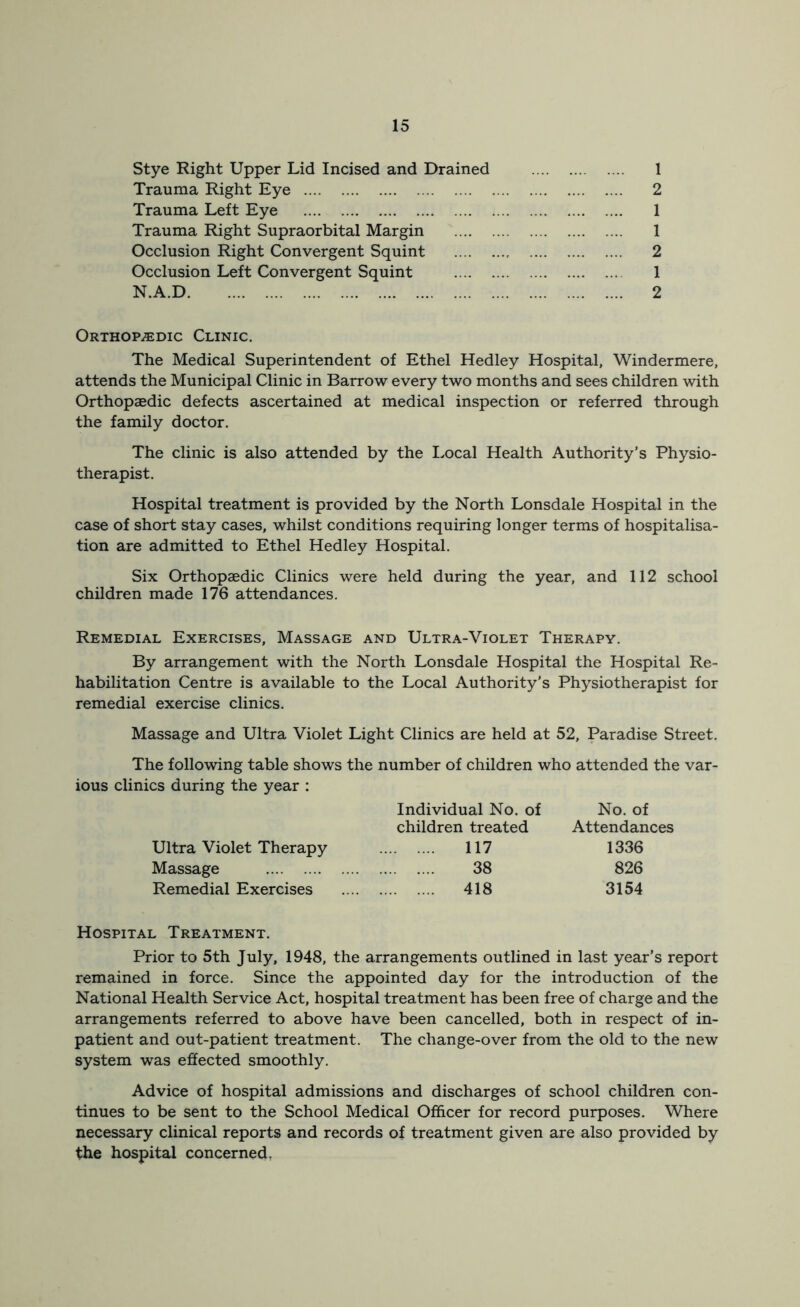 15
Stye Right Upper Lid Incised and Drained .... .... .... 1
Trauma Right Eye .... .... .... .... .... .... .... .... .... 2
Trauma Left Eye .... .... .... .... .... .... .... .... .... 1
Trauma Right Supraorbital Margin .... .... .... .... .... 1
Occlusion Right Convergent Squint .... .... .... .... .... 2
Occlusion Left Convergent Squint .... .... .... .... .... 1
N.A.D. .... .... .... .... .... .... .... .... .... .... .... 2
Orthopædic Clinic.
The Medical Superintendent of Ethel Hedley Hospital, Windermere,
attends the Municipal Clinic in Barrow every two months and sees children with
Orthopædic defects ascertained at medical inspection or referred through
the family doctor.
The clinic is also attended by the Local Health Authority's Physio-
therapist.
Hospital treatment is provided by the North Lonsdale Hospital in the
case of short stay cases, whilst conditions requiring longer terms of hospitalisa-
tion are admitted to Ethel Hedley Hospital.
Six Orthopædic Clinics were held during the year, and 112 school
children made 176 attendances.
Remedial Exercises, Massage and Ultra-Violet Therapy.
By arrangement with the North Lonsdale Hospital the Hospital Re-
habilitation Centre is available to the Local Authority's Physiotherapist for
remedial exercise clinics.
Massage and Ultra Violet Light Clinics are held at 52, Paradise Street.
The following table shows the number of children who attended the var-
ious clinics during the year :
Individual No. of No. of
children treated Attendances
Ultra Violet Therapy .... .... 117 1336
Massage .... .... .... .... .... 38 826
Remedial Exercises .... .... .... 418 3154
Hospital Treatment.
Prior to 5th July, 1948, the arrangements outlined in last year's report
remained in force. Since the appointed day for the introduction of the
National Health Service Act, hospital treatment has been free of charge and the
arrangements referred to above have been cancelled, both in respect of in-
patient and out-patient treatment. The change-over from the old to the new
system was effected smoothly.
Advice of hospital admissions and discharges of school children con-
tinues to be sent to the School Medical Officer for record purposes. Where
necessary clinical reports and records of treatment given are also provided by
the hospital concerned.